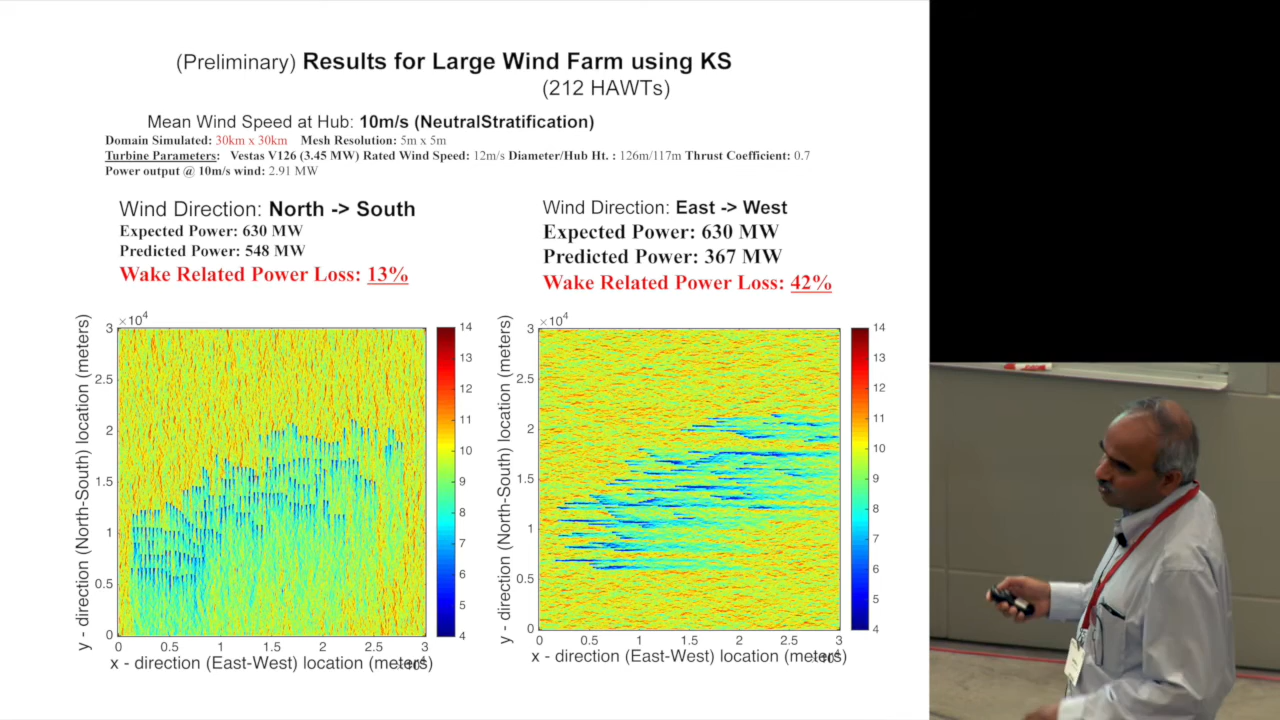 (Preliminary) Results for Large Wind Farm using KS
(212 HAWTs)
Mean Wind Speed at Hub: 10m/s (NeutralStratification)
Domain Simulated: 30km x 30km Mesh Resolution: 5m x 5m
Turbine Parameters: Vestas V126 (3.45 MW) Rated Wind Speed: 12m/s Diameter/Hub Ht. : 126m/117m Thrust Coefficient: 0.7
Power output @ 10m/s wind: 2.91 MW
Wind Direction: North -> South
Expected Power: 630 MW
Predicted Power: 548 MW
Wake Related Power Loss: 13%
×10⁴
3
2.5
2
1.5
1
0.5
0
y - direction (North-South) location (meters)
0 0.5 1 1.5 2 2.5 3
x - direction (East-West) location (meters)
14
13
12
11
10
9
8
7
6
5
4
Wind Direction: East -> West
Expected Power: 630 MW
Predicted Power: 367 MW
Wake Related Power Loss: 42%
×10⁴
3
2.5
2
1.5
1
0.5
0
y - direction (North-South) location (meters)
0 0.5 1 1.5 2 2.5 3
x - direction (East-West) location (meters)
14
13
12
11
10
9
8
7
6
5
4